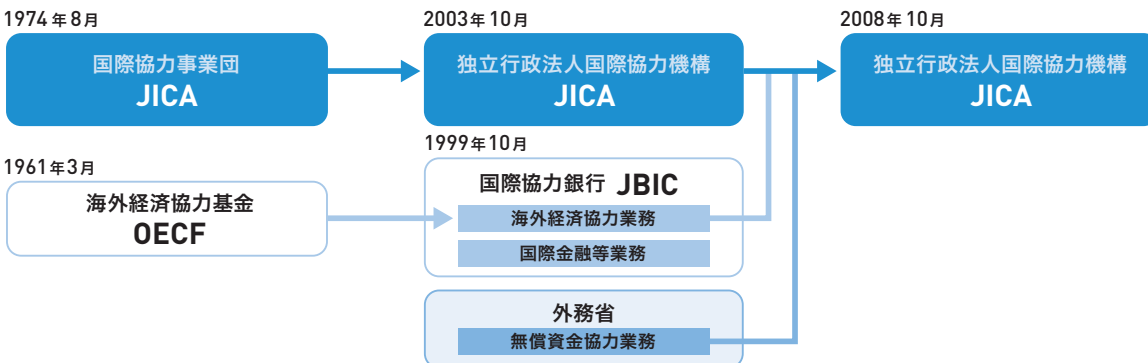 1974年8月
国際協力事業団
JICA
2003年10月
独立行政法人国際協力機構
JICA
2008年10月
独立行政法人国際協力機構
JICA
1961年3月
海外経済協力基金
OECF
1999年10月
国際協力銀行 JBIC
海外経済協力業務
国際金融等業務
外務省
無償資金協力業務